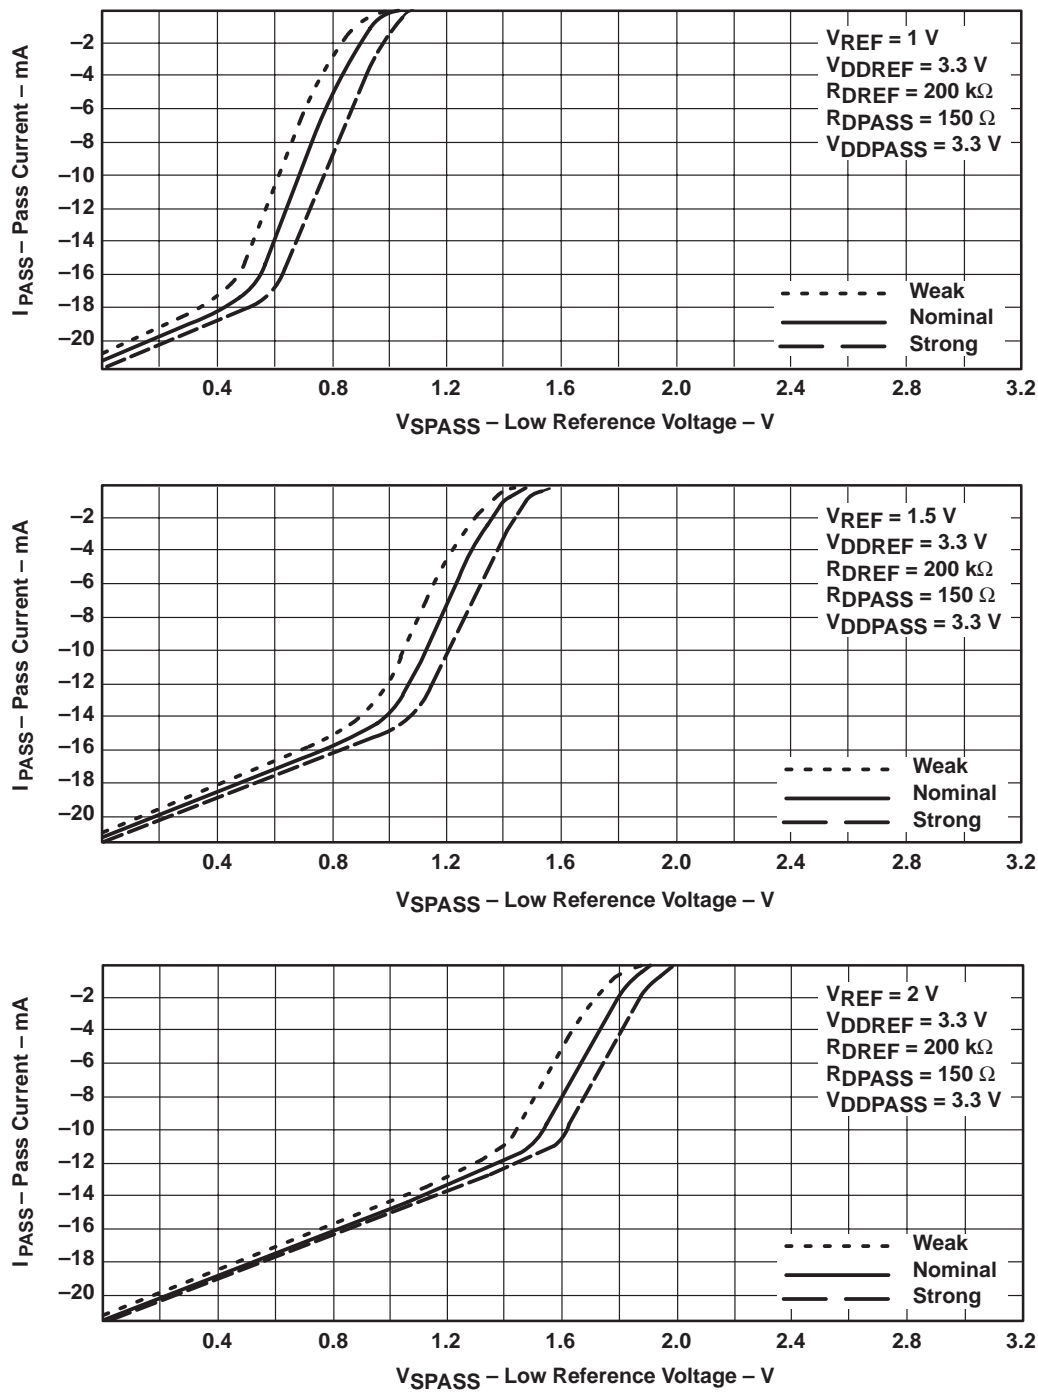 –2
–4
–6
–8
–10
–12
–14
–16
–18
–20
IPASS – Pass Current – mA
VREF = 1 V
VDDREF = 3.3 V
RDREF = 200 kΩ
RDPASS = 150 Ω
VDDPASS = 3.3 V
Weak
Nominal
Strong
0.4 0.8 1.2 1.6 2.0 2.4 2.8 3.2
VSPASS – Low Reference Voltage – V
–2
–4
–6
–8
–10
–12
–14
–16
–18
–20
IPASS – Pass Current – mA
VREF = 1.5 V
VDDREF = 3.3 V
RDREF = 200 kΩ
RDPASS = 150 Ω
VDDPASS = 3.3 V
Weak
Nominal
Strong
0.4 0.8 1.2 1.6 2.0 2.4 2.8 3.2
VSPASS – Low Reference Voltage – V
–2
–4
–6
–8
–10
–12
–14
–16
–18
–20
IPASS – Pass Current – mA
VREF = 2 V
VDDREF = 3.3 V
RDREF = 200 kΩ
RDPASS = 150 Ω
VDDPASS = 3.3 V
Weak
Nominal
Strong
0.4 0.8 1.2 1.6 2.0 2.4 2.8 3.2
VSPASS – Low Reference Voltage – V